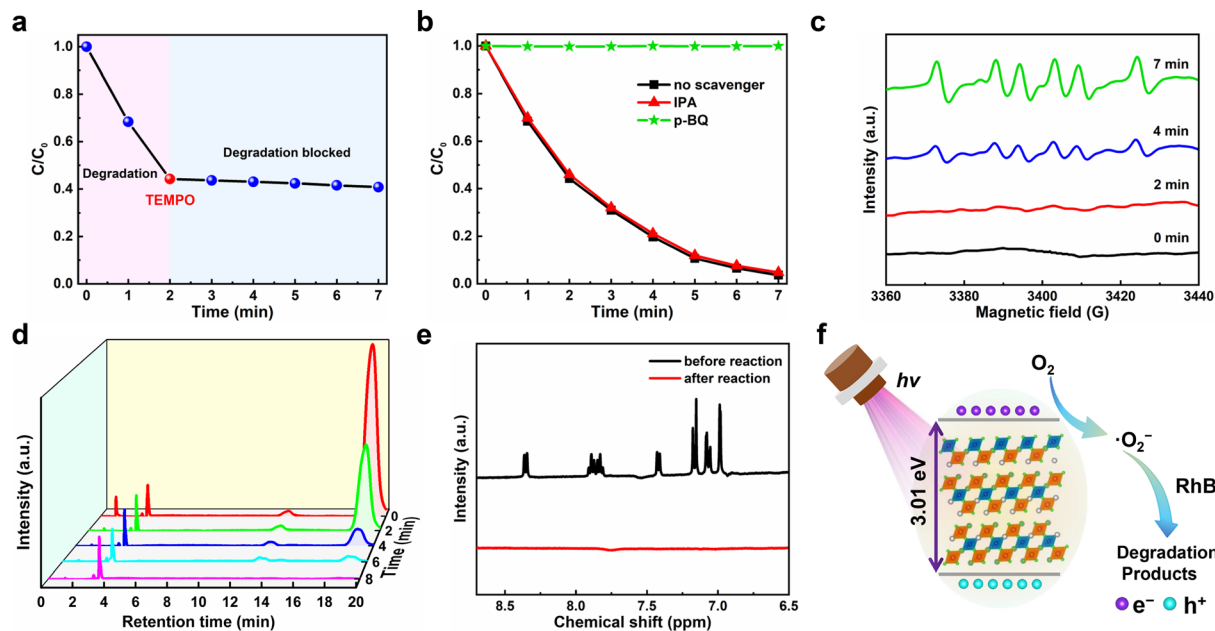 a
C/C0
1.0
0.8
0.6
0.4
0.2
0.0
Degradation
TEMPO
Degradation blocked
0 1 2 3 4 5 6 7
Time (min)
b
C/C0
1.0
0.8
0.6
0.4
0.2
0.0
no scavenger
IPA
p-BQ
0 1 2 3 4 5 6 7
Time (min)
c
Intensity (a.u.)
7 min
4 min
2 min
0 min
3360 3380 3400 3420 3440
Magnetic field (G)
d
Intensity (a.u.)
0
2
4
6
8
Time (min)
0 2 4 6 8 10 12 14 16 18 20
Retention time (min)
e
Intensity (a.u.)
before reaction
after reaction
8.5 8.0 7.5 7.0 6.5
Chemical shift (ppm)
f
hv
O2
·O2−
3.01 eV
RhB
Degradation
Products
e− h+